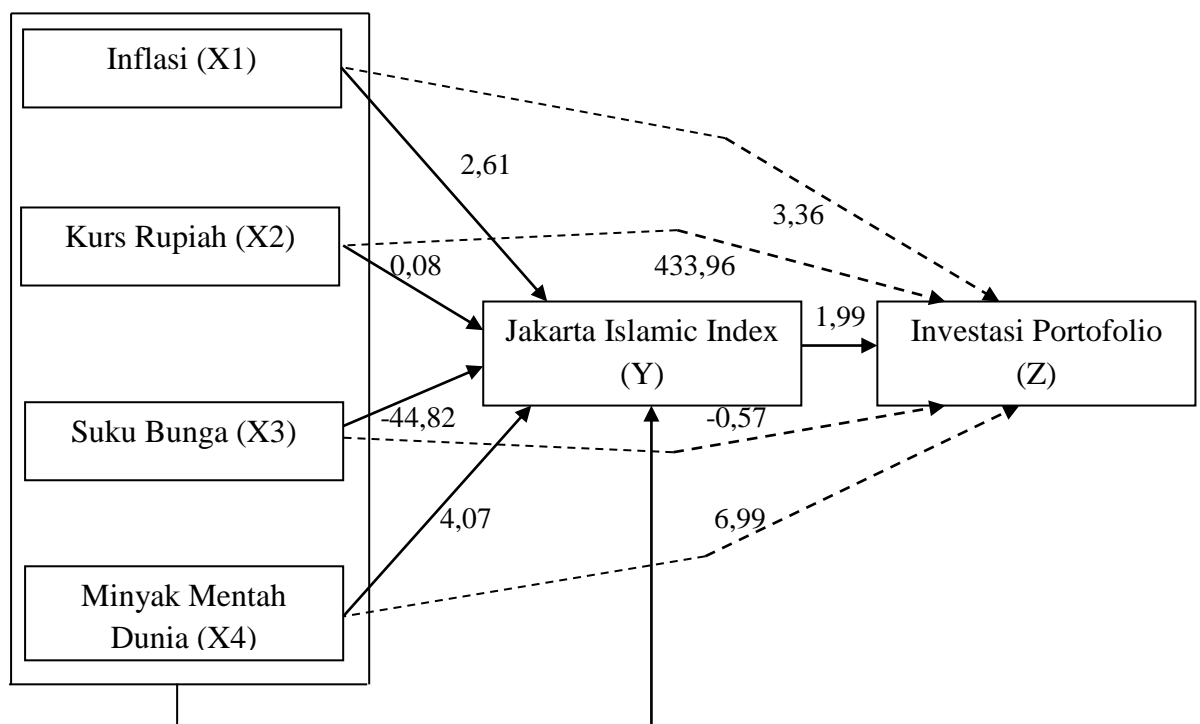 Inflasi (X1)
2,61
3,36
Kurs Rupiah (X2)
0,08
433,96
Jakarta Islamic Index
(Y)
1,99
Investasi Portofolio
(Z)
Suku Bunga (X3)
-44,82
-0,57
4,07
6,99
Minyak Mentah
Dunia (X4)